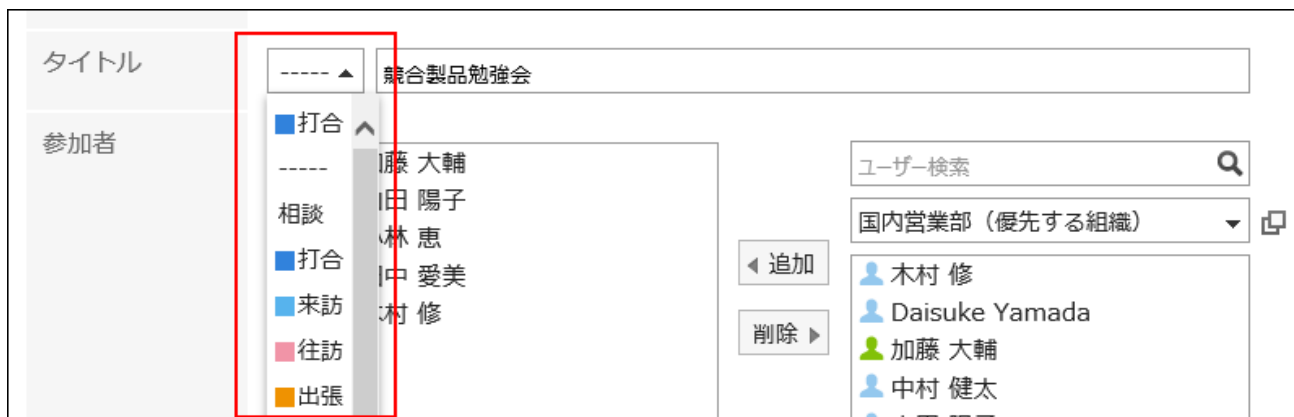 タイトル
-----
競合製品勉強会
打合
-----
相談
打合
来訪
往訪
出張
参加者
藤 大輔
田 陽子
林 恵
中 愛美
村 修
追加
削除
ユーザー検索
国内営業部（優先する組織）
木村 修
Daisuke Yamada
加藤 大輔
中村 健太